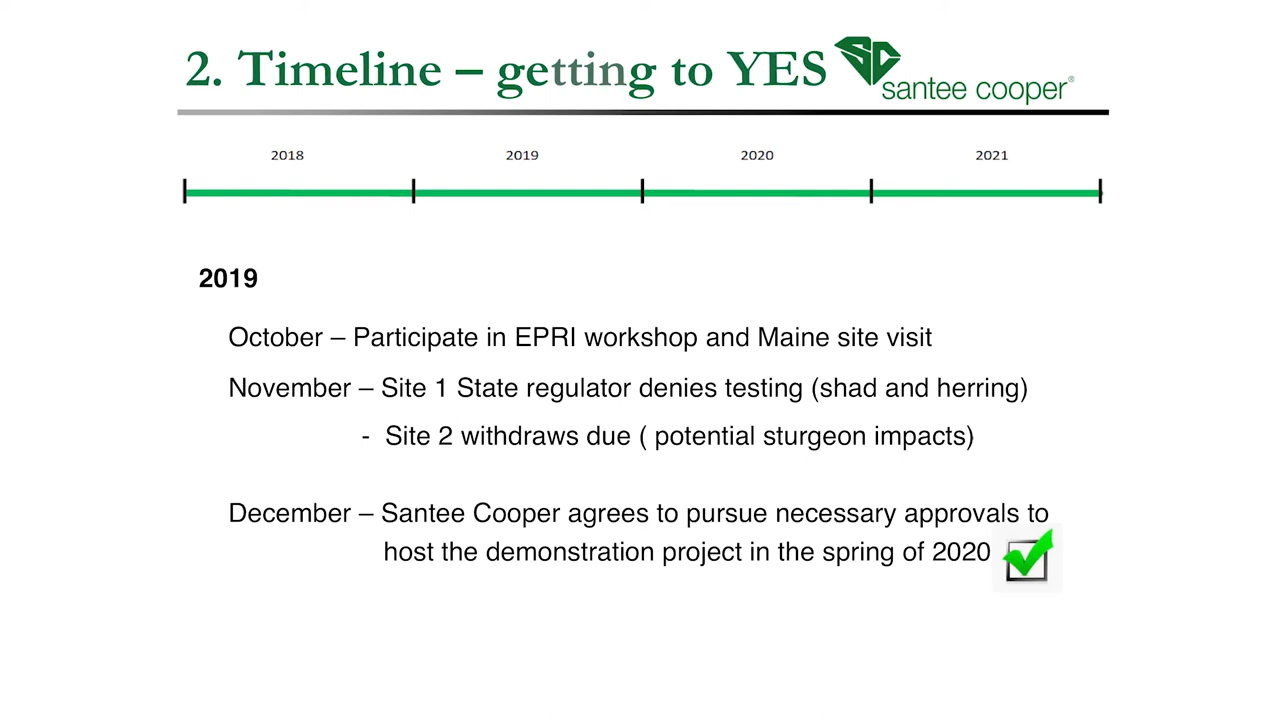 2. Timeline – getting to YES
SC
santee cooper®
2018 2019 2020 2021
2019
October – Participate in EPRI workshop and Maine site visit
November – Site 1 State regulator denies testing (shad and herring)
- Site 2 withdraws due ( potential sturgeon impacts)
December – Santee Cooper agrees to pursue necessary approvals to
host the demonstration project in the spring of 2020